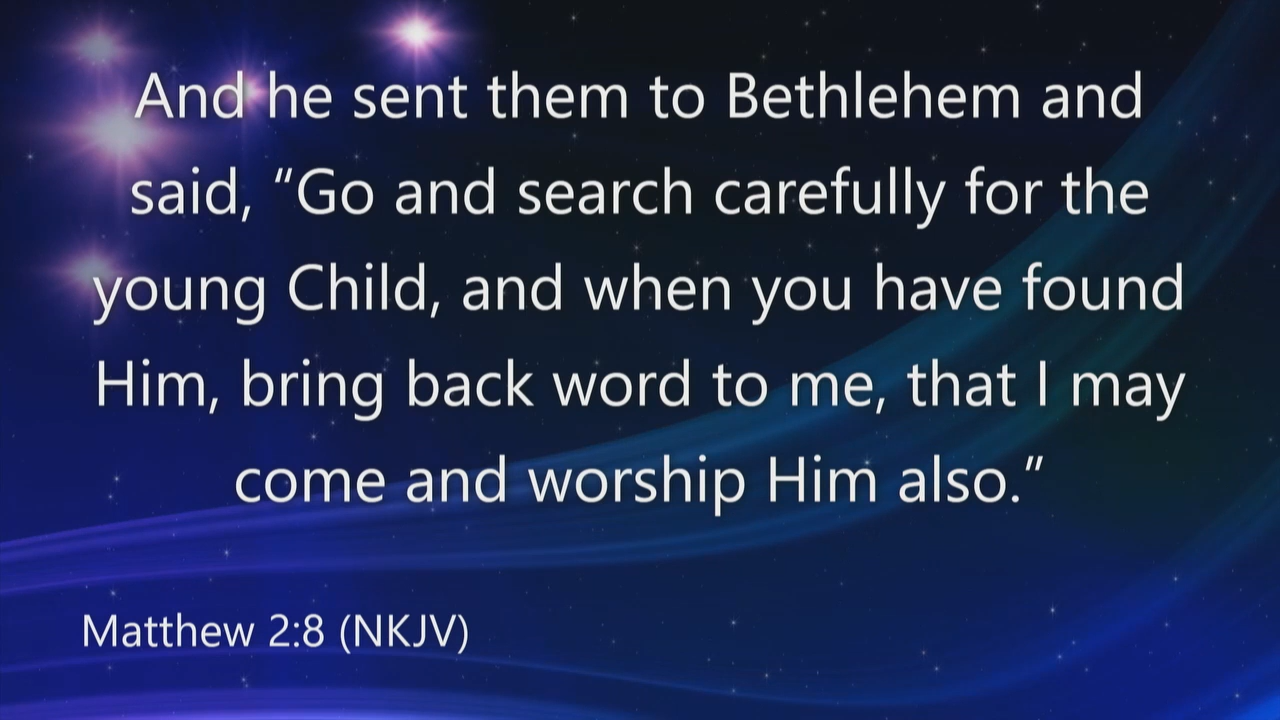 And he sent them to Bethlehem and
said, “Go and search carefully for the
young Child, and when you have found
Him, bring back word to me, that I may
come and worship Him also.”
Matthew 2:8 (NKJV)